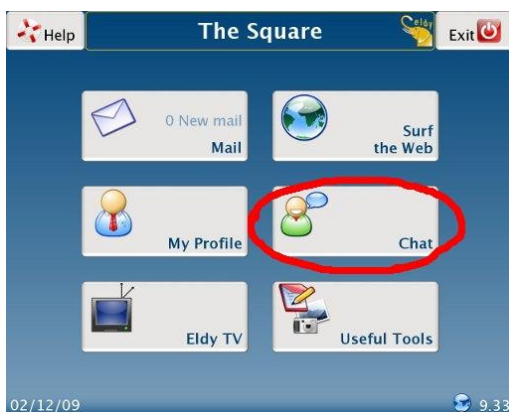 Help
The Square
Eldy
Exit
0 New mail
Mail
Surf
the Web
My Profile
Chat
Eldy TV
Useful Tools
02/12/09
9.33